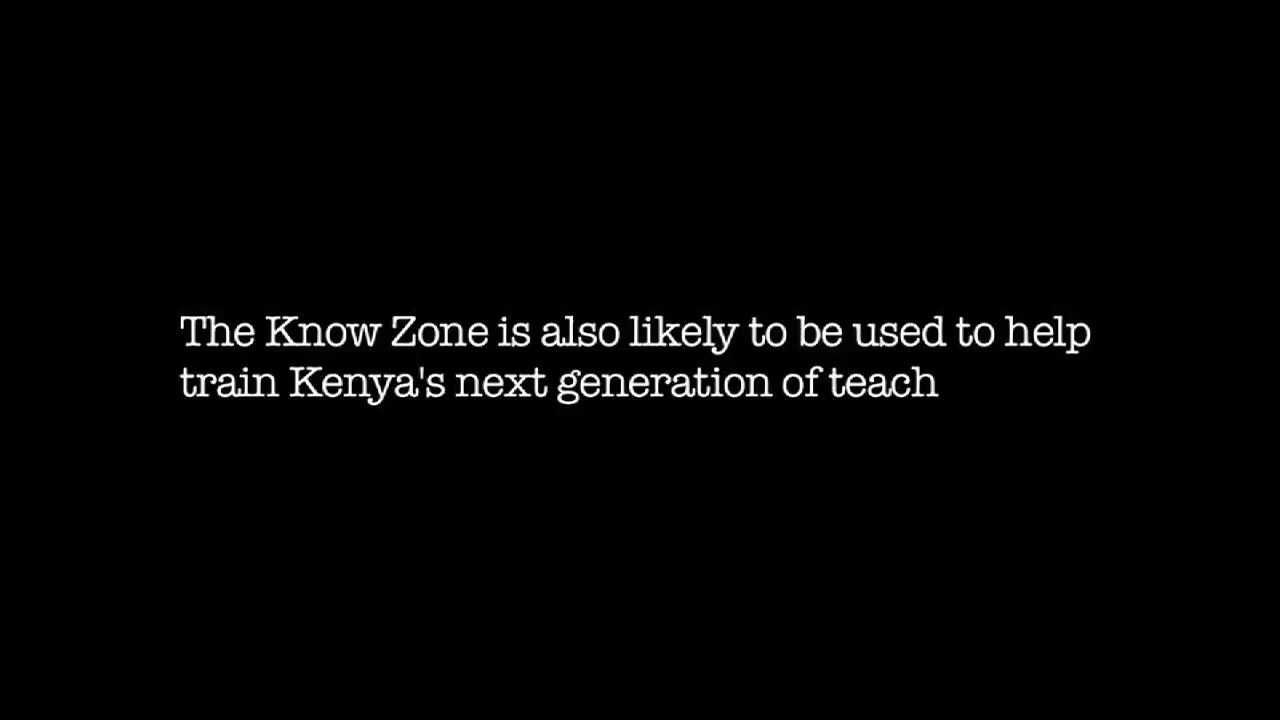 The Know Zone is also likely to be used to help
train Kenya's next generation of teach